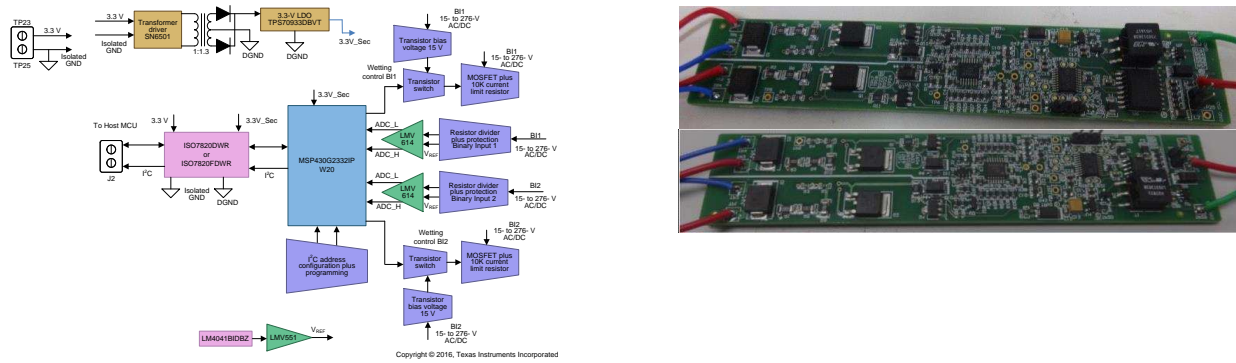 TP23
3.3 V
Isolated
GND
TP25
3.3 V
Isolated
GND
Transformer
driver
SN6501
1:1.3
DGND
3.3-V LDO
TPS70933DBVT
DGND
3.3V_Sec
BI1
15- to 276- V
AC/DC
Transistor
bias voltage
15 V
Wetting
control BI1
Transistor
switch
BI1
15- to 276- V
AC/DC
MOSFET plus
10K current
limit resistor
3.3V_Sec
To Host MCU
J2
I²C
3.3 V
3.3V_Sec
ISO7820DWR
or
ISO7820FDWR
Isolated
GND
DGND
I²C
MSP430G2332IP
W20
ADC_L
ADC_H
LMV
614
VREF
Resistor divider
plus protection
Binary Input 1
BI1
15- to 276- V
AC/DC
ADC_L
ADC_H
LMV
614
VREF
Resistor divider
plus protection
Binary Input 2
BI2
15- to 276- V
AC/DC
I²C address
configuration plus
programming
Wetting
control BI2
Transistor
switch
BI2
15- to 276- V
AC/DC
MOSFET plus
10K current
limit resistor
Transistor
bias voltage
15 V
BI2
15- to 276- V
AC/DC
LM4041BIDBZ
LMV551
VREF
Copyright © 2016, Texas Instruments Incorporated